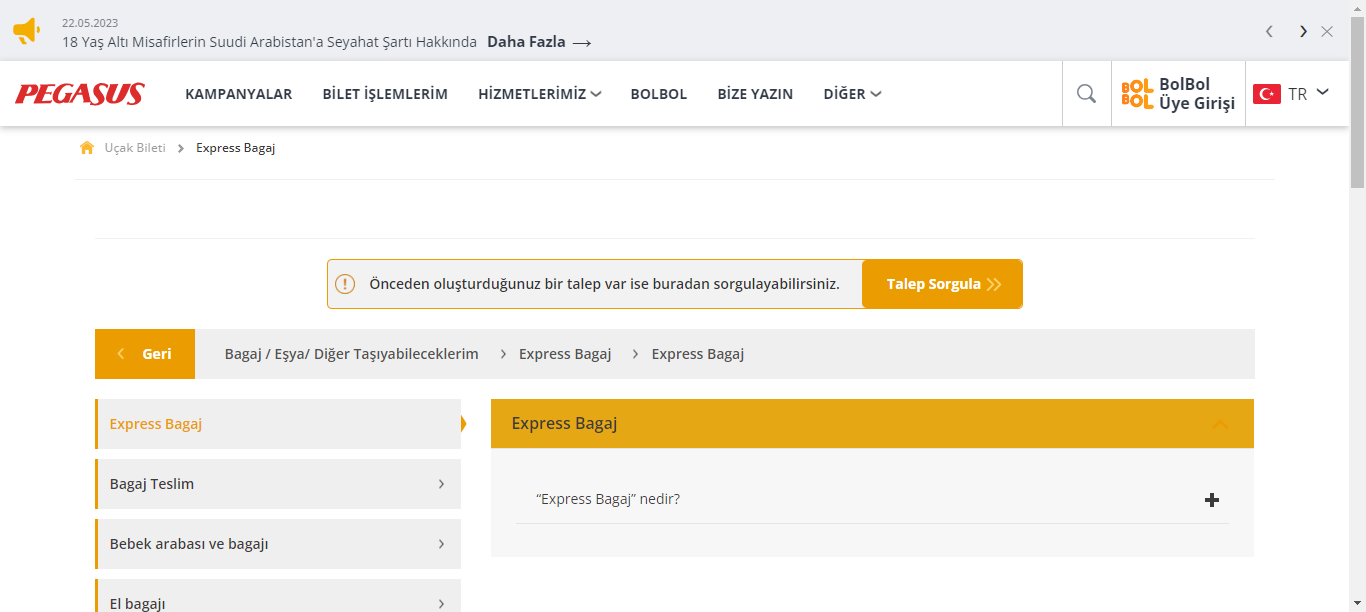 22.05.2023
18 Yaş Altı Misafirlerin Suudi Arabistan'a Seyahat Şartı Hakkında Daha Fazla
PEGASUS
KAMPANYALAR
BİLET İŞLEMLERİM
HİZMETLERİMİZ
BOLBOL
BİZE YAZIN
DİĞER
BOL
BOL
BolBol
Üye Girişi
TR
Uçak Bileti
Express Bagaj
Önceden oluşturduğunuz bir talep var ise buradan sorgulayabilirsiniz.
Talep Sorgula
Geri
Bagaj / Eşya/ Diğer Taşıyabileceklerim
Express Bagaj
Express Bagaj
Express Bagaj
Bagaj Teslim
Bebek arabası ve bagajı
El bagajı
Express Bagaj
“Express Bagaj” nedir?